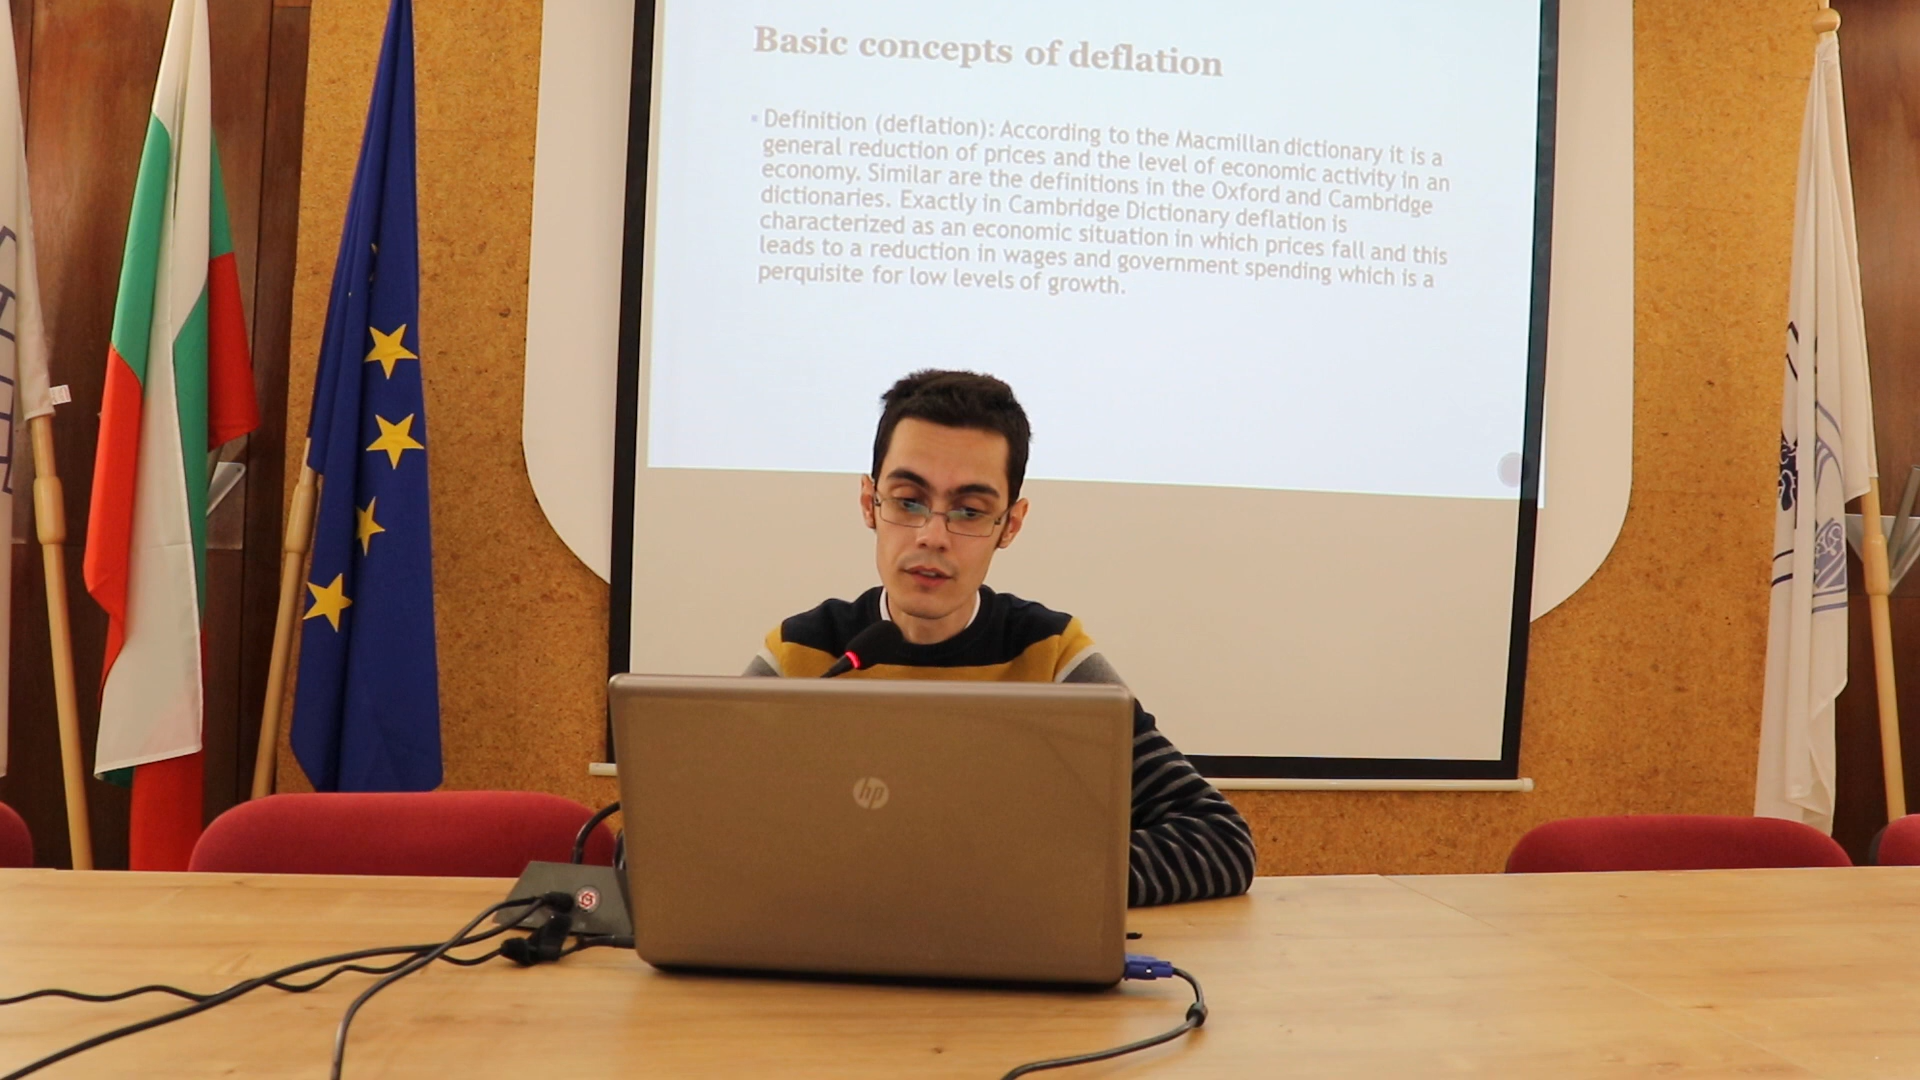 Basic concepts of deflation
Definition (deflation): According to the Macmillan dictionary it is a
general reduction of prices and the level of economic activity in an
economy. Similar are the definitions in the Oxford and Cambridge
dictionaries. Exactly in Cambridge Dictionary deflation is
characterized as an economic situation in which prices fall and this
leads to a reduction in wages and government spending which is a
perquisite for low levels of growth.
hp